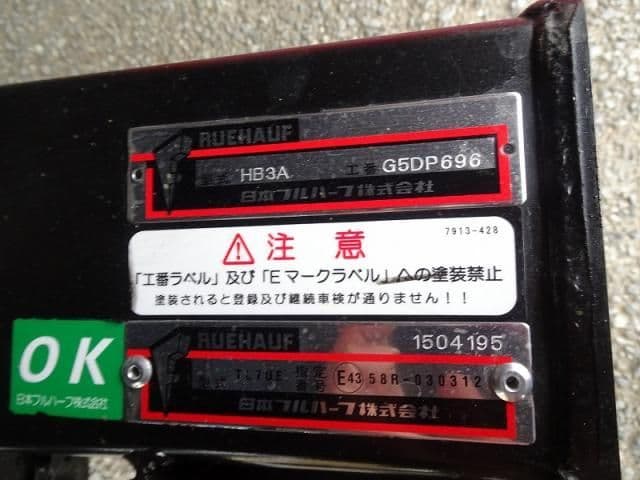 RUEHAUF
HB3A 工番 G5DP696
日本フルハーフ株式会社
7913-428
注意
「工番ラベル」及び「Eマークラベル」への塗装禁止
塗装されると登録及び継続車検が通りません!!
OK
日本フルハーフ株式会社
RUEHAUF 1504195
TL70E 指定番号 E43 58R-030312
日本フルハーフ株式会社